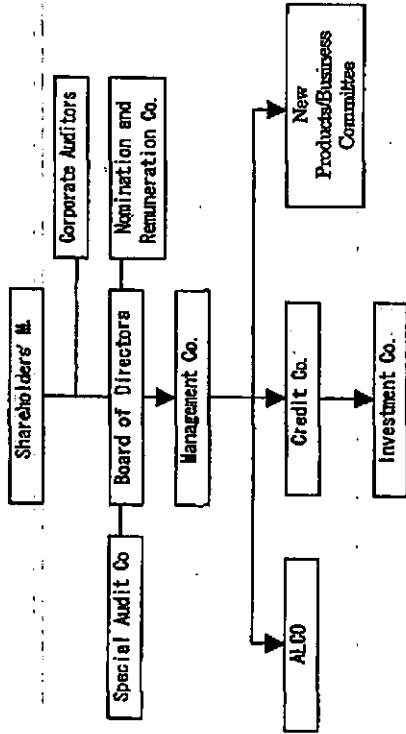 Shareholders' M.
Corporate Auditors
Special Audit Co
Board of Directors
Nomination and
Remuneration Co.
Management Co.
ALCO
Credit Co.
New
Products/Business
Committee
Investment Co.